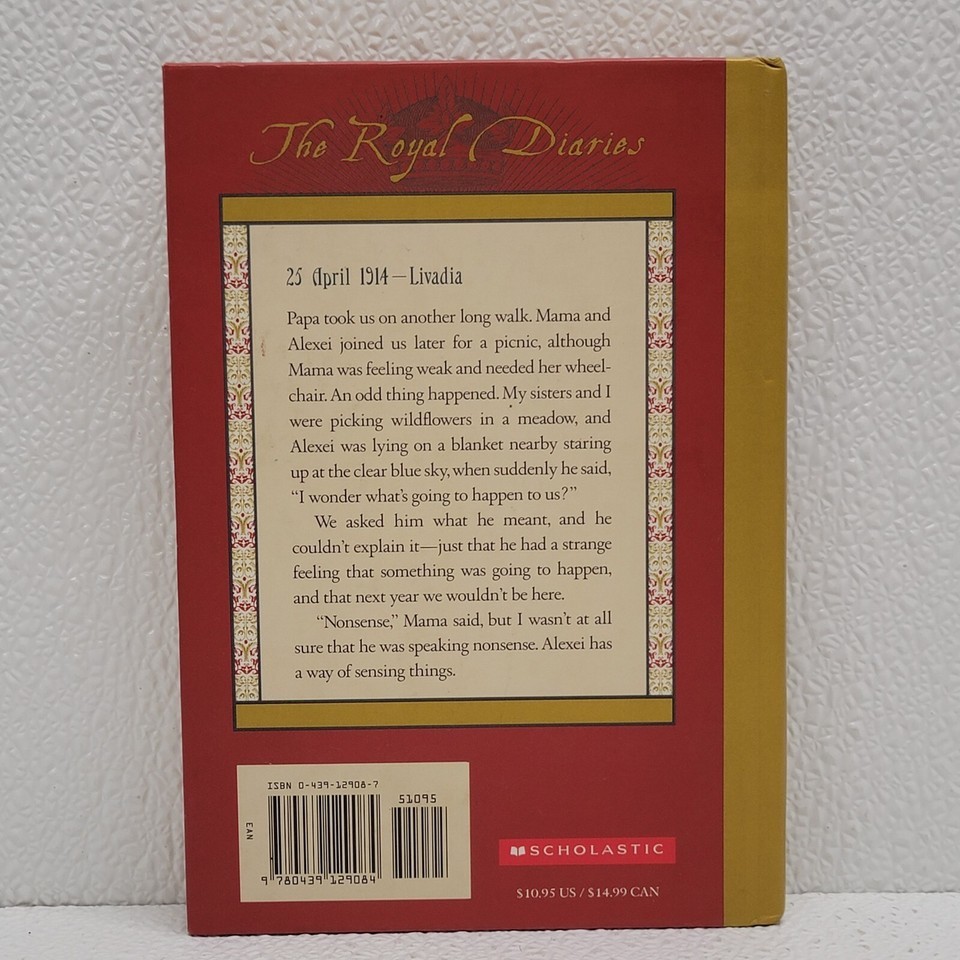 The Royal Diaries
25 April 1914—Livadia
Papa took us on another long walk. Mama and
Alexei joined us later for a picnic, although
Mama was feeling weak and needed her wheel-
chair. An odd thing happened. My sisters and I
were picking wildflowers in a meadow, and
Alexei was lying on a blanket nearby staring
up at the clear blue sky, when suddenly he said,
“I wonder what's going to happen to us?”
We asked him what he meant, and he
couldn't explain it—just that he had a strange
feeling that something was going to happen,
and that next year we wouldn't be here.
“Nonsense,” Mama said, but I wasn't at all
sure that he was speaking nonsense. Alexei has
a way of sensing things.
ISBN 0-439-12908-7
51095
EAN
9 780439 129084
SCHOLASTIC
$10.95 US / $14.99 CAN